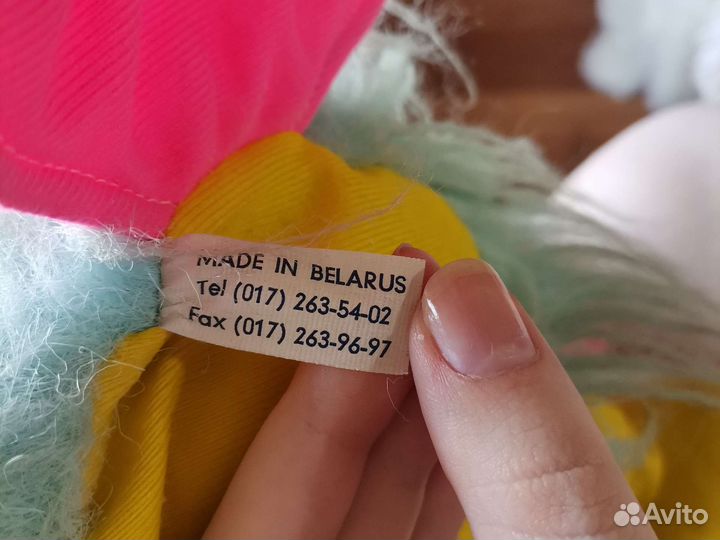 MADE IN BELARUS
Tel (017) 263-54-02
Fax (017) 263-96-97
Avito